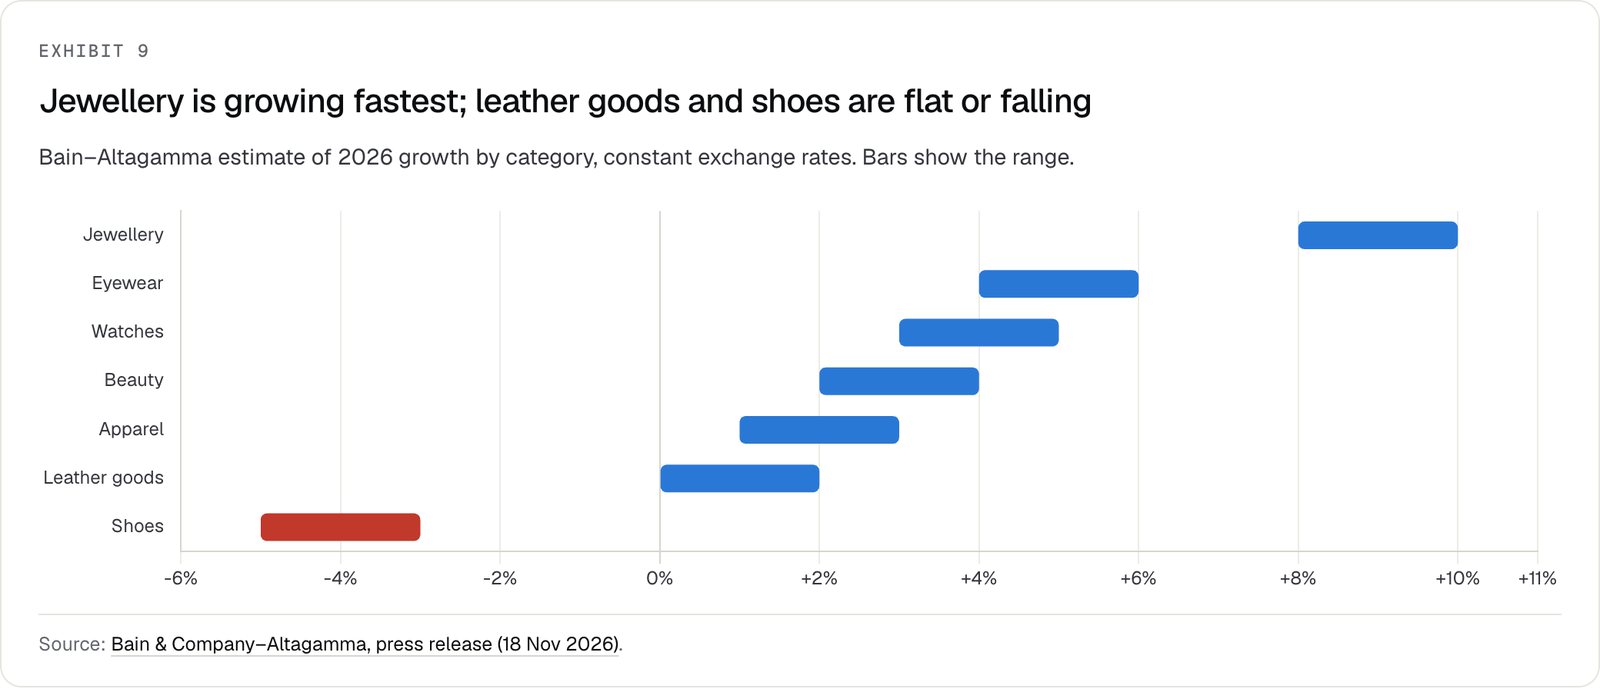 EXHIBIT 9
Jewellery is growing fastest; leather goods and shoes are flat or falling
Bain–Altagamma estimate of 2026 growth by category, constant exchange rates. Bars show the range.
Jewellery
Eyewear
Watches
Beauty
Apparel
Leather goods
Shoes
-6% -4% -2% 0% +2% +4% +6% +8% +10% +11%
Source: Bain & Company–Altagamma, press release (18 Nov 2026).